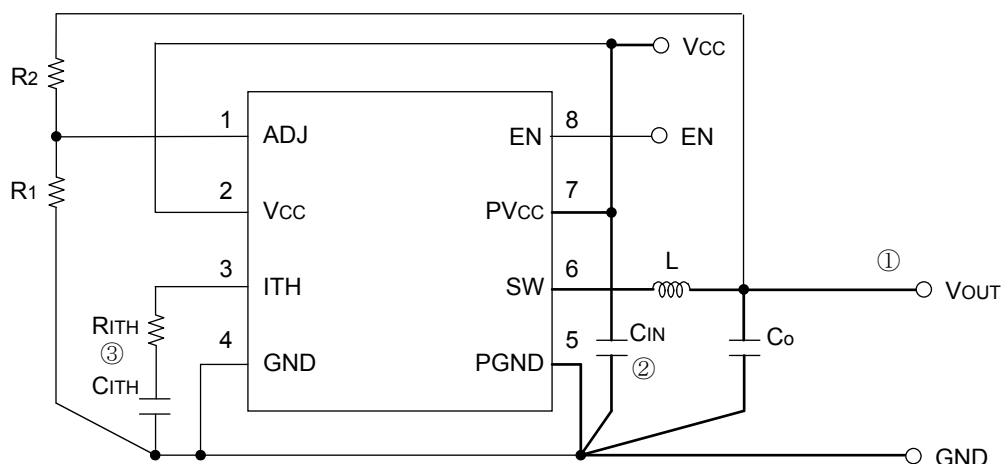 VCC
R2
1 ADJ
8 EN EN
R1
2 VCC
7 PVCC
3 ITH
6 SW L ① VOUT
RITH
③
CITH
4 GND
5 PGND
CIN
②
Co
GND